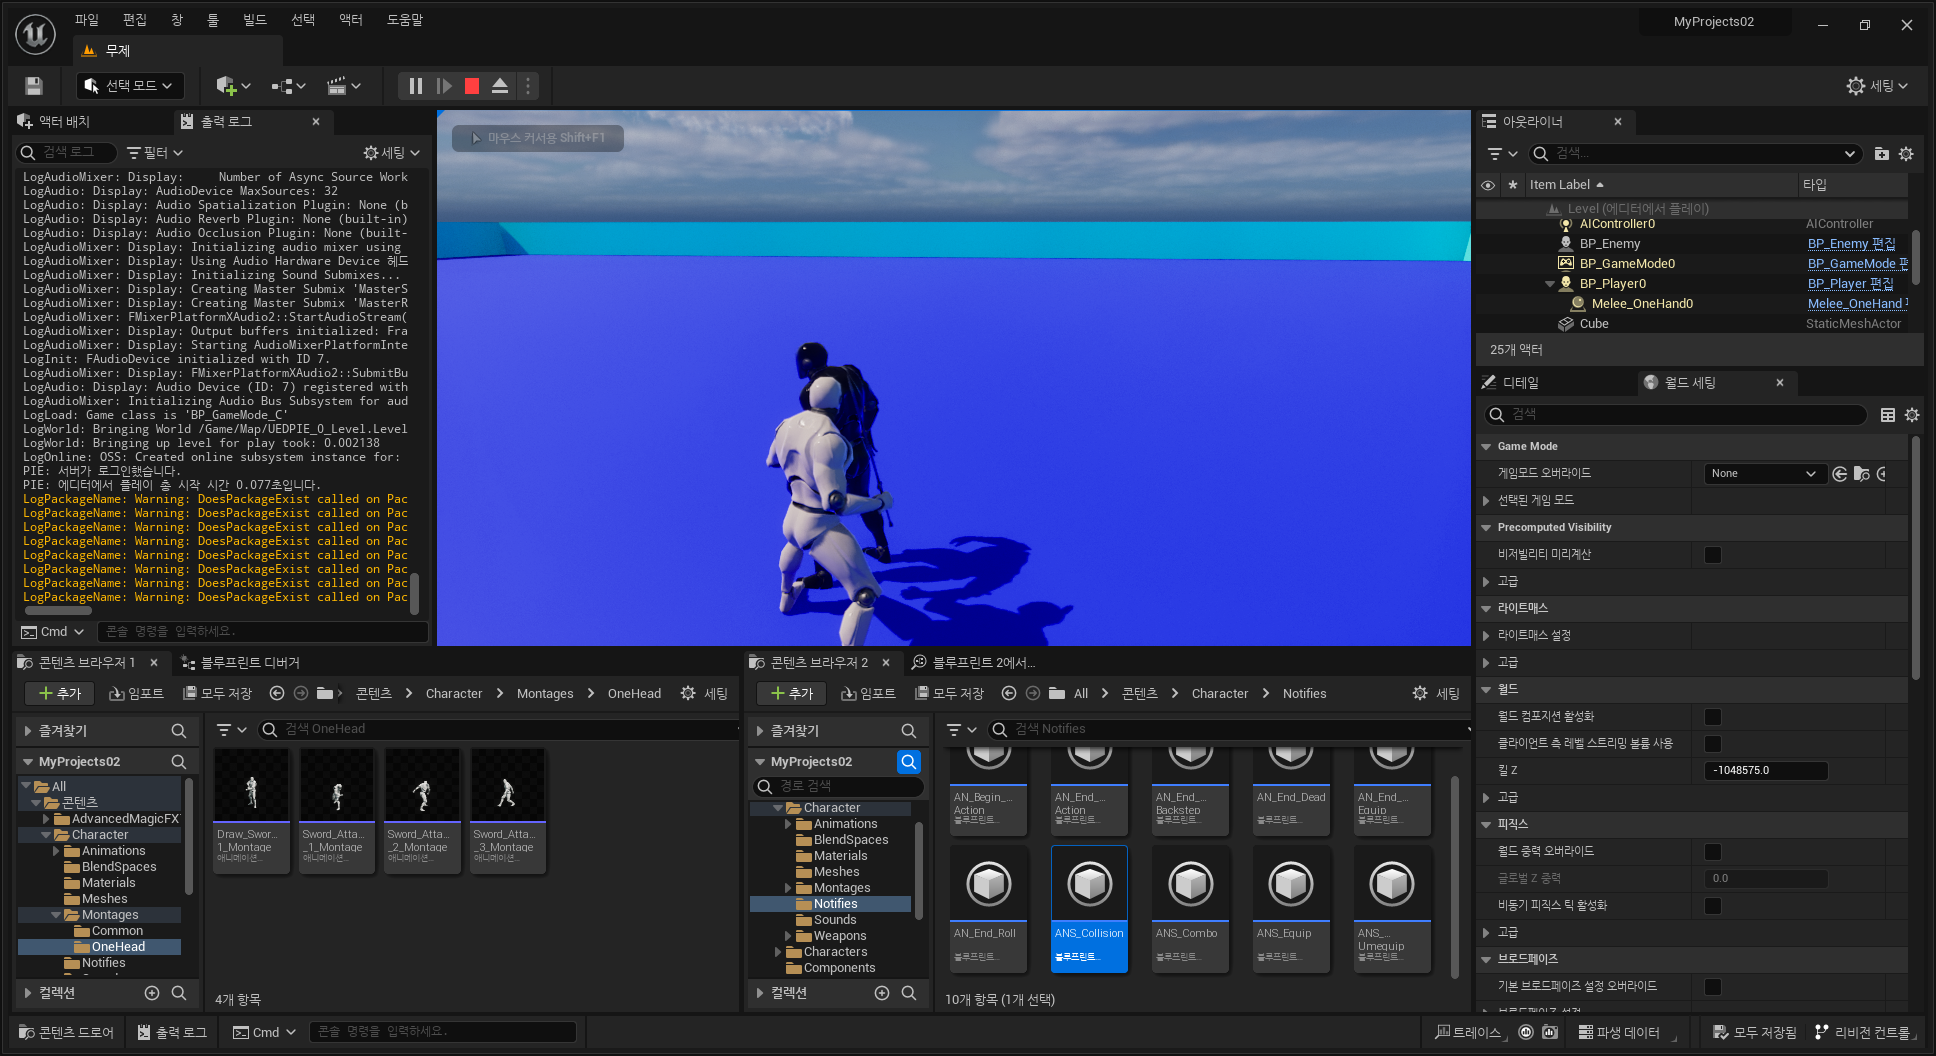 파일 편집 창 툴 빌드 선택 액터 도움말
MyProjects02
무제
선택 모드
세팅
액터 배치
출력 로그
검색 로그
필터
세팅
LogAudioMixer: Display: Number of Async Source Work
LogAudio: Display: AudioDevice MaxSources: 32
LogAudio: Display: Audio Spatialization Plugin: None (b
LogAudio: Display: Audio Reverb Plugin: None (built-in)
LogAudio: Display: Audio Occlusion Plugin: None (built-
LogAudioMixer: Display: Initializing audio mixer using
LogAudioMixer: Display: Using Audio Hardware Device 헤드
LogAudioMixer: Display: Initializing Sound Submixes...
LogAudioMixer: Display: Creating Master Submix 'MasterS
LogAudioMixer: Display: Creating Master Submix 'MasterR
LogAudioMixer: FMixerPlatformXAudio2::StartAudioStream(
LogAudioMixer: Display: Output buffers initialized: Fra
LogAudioMixer: Display: Starting AudioMixerPlatformInte
LogInit: FAudioDevice initialized with ID 7.
LogAudioMixer: FMixerPlatformXAudio2::SubmitBu
LogAudio: Display: Audio Device (ID: 7) registered with
LogAudioMixer: Initializing Audio Bus Subsystem for aud
LogLoad: Game class is 'BP_GameMode_C'
LogWorld: Bringing World /Game/Map/UEDPIE_0_Level.Level
LogWorld: Bringing up level for play took: 0.002138
LogOnline: OSS: Created online subsystem instance for:
PIE: 서버가 로그인했습니다.
PIE: 에디터에서 플레이 총 시작 시간 0.077초입니다.
LogPackageName: Warning: DoesPackageExist called on Pac
LogPackageName: Warning: DoesPackageExist called on Pac
LogPackageName: Warning: DoesPackageExist called on Pac
LogPackageName: Warning: DoesPackageExist called on Pac
LogPackageName: Warning: DoesPackageExist called on Pac
LogPackageName: Warning: DoesPackageExist called on Pac
LogPackageName: Warning: DoesPackageExist called on Pac
LogPackageName: Warning: DoesPackageExist called on Pac
Cmd
콘솔 명령을 입력하세요.
마우스 커서용 Shift+F1
아웃라이너
검색...
Item Label 타입
Level (에디터에서 플레이)
AIController0 AIController
BP_Enemy BP_Enemy 편집
BP_GameMode0 BP_GameMode 편
BP_Player0 BP_Player 편집
Melee_OneHand0 Melee_OneHand
Cube StaticMeshActor
25개 액터
디테일
월드 세팅
검색
Game Mode
게임모드 오버라이드 None
선택된 게임 모드
Precomputed Visibility
비저빌리티 미리계산
고급
라이트매스
라이트매스 설정
고급
월드
월드 컴포지션 활성화
클라이언트 측 레벨 스트리밍 볼륨 사용
킬 Z -1048575.0
고급
피직스
월드 중력 오버라이드
글로벌 Z 중력 0.0
비동기 피직스 틱 활성화
고급
브로드페이즈
기본 브로드페이즈 설정 오버라이드
브로드페이즈 설정
콘텐츠 브라우저 1
블루프린트 디버거
추가 임포트 모두 저장
콘텐츠 Character Montages OneHead
세팅
즐겨찾기
검색 OneHead
MyProjects02
All
콘텐츠
AdvancedMagicFX
Character
Animations
BlendSpaces
Materials
Meshes
Montages
Common
OneHead
Notifies
컬렉션
Draw_Swor...
1_Montage
애니메이션...
Sword_Atta...
_1_Montage
애니메이션...
Sword_Atta...
_2_Montage
애니메이션...
Sword_Atta...
_3_Montage
애니메이션...
4개 항목
콘텐츠 브라우저 2
블루프린트 2에서...
추가 임포트 모두 저장
All 콘텐츠 Character Notifies
세팅
즐겨찾기
검색 Notifies
MyProjects02
경로 검색
Character
Animations
BlendSpaces
Materials
Meshes
Montages
Notifies
Sounds
Weapons
Characters
Components
컬렉션
AN_Begin_...
Action
블루프린트...
AN_End_...
Action
블루프린트...
AN_End_...
Backstep
블루프린트...
AN_End_Dead
블루프린트...
AN_End_...
Equip
블루프린트...
AN_End_Roll
블루프린트...
ANS_Collision
블루프린트...
ANS_Combo
블루프린트...
ANS_Equip
블루프린트...
ANS_...
Umequip
블루프린트...
10개 항목 (1개 선택)
콘텐츠 드로어 출력 로그 Cmd 콘솔 명령을 입력하세요.
트레이스 파생 데이터 모두 저장됨 리비전 컨트롤